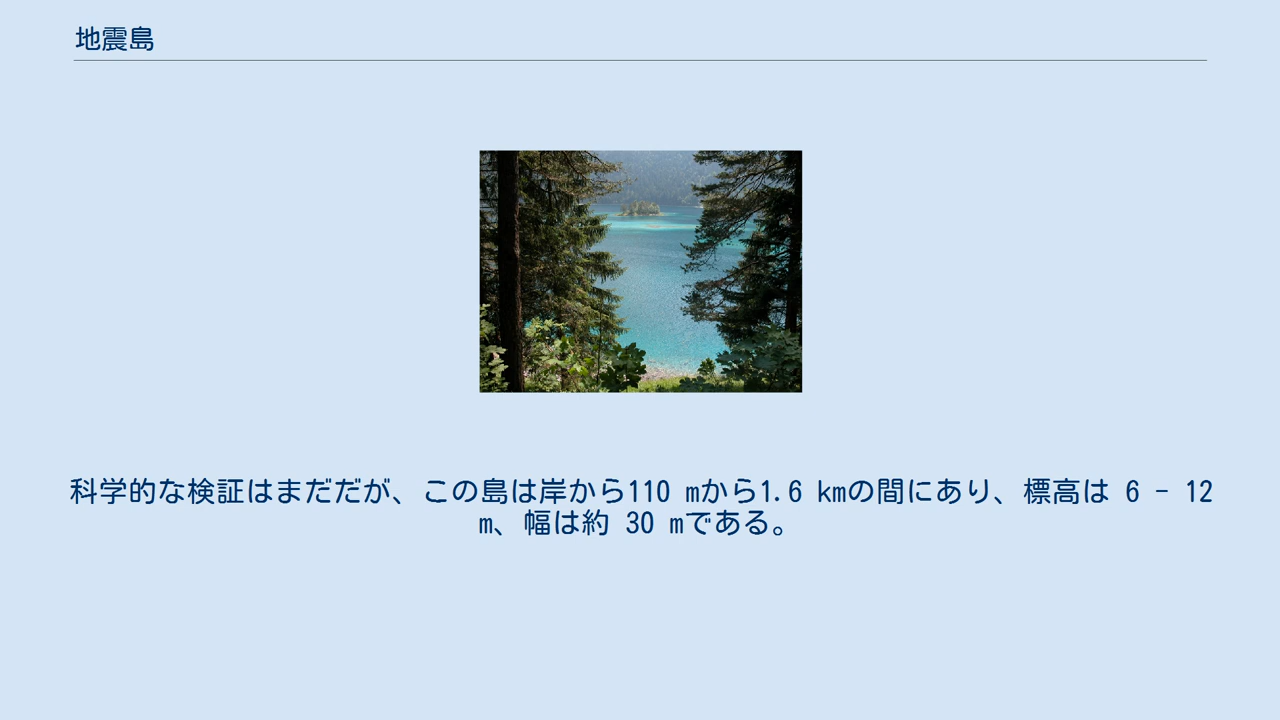 地震島
科学的な検証はまだだが、この島は岸から110 mから1.6 kmの間にあり、標高は 6 - 12
m、幅は約 30 mである。